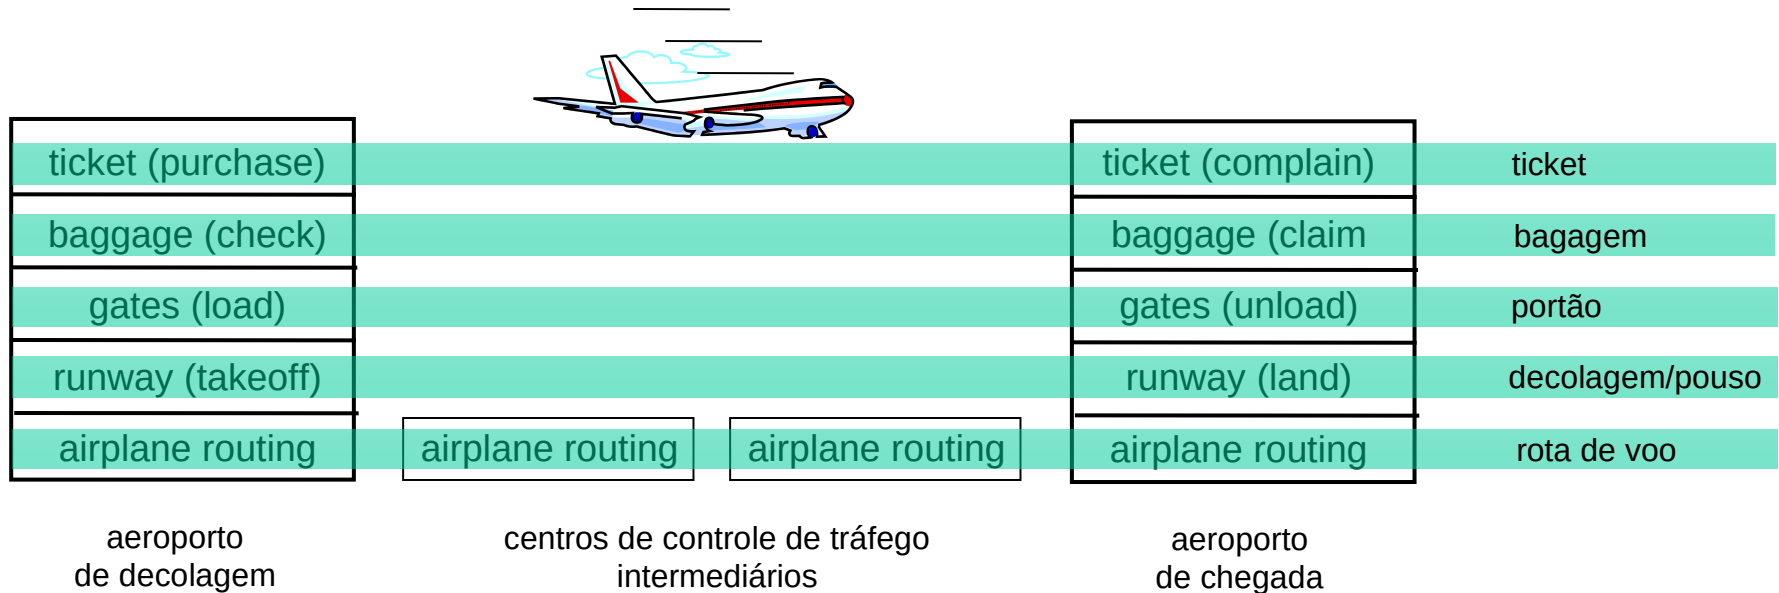 ticket (purchase)
ticket (complain)
ticket
baggage (check)
baggage (claim
bagagem
gates (load)
gates (unload)
portão
runway (takeoff)
runway (land)
decolagem/pouso
airplane routing
airplane routing
airplane routing
airplane routing
rota de voo
aeroporto
de decolagem
centros de controle de tráfego
intermediários
aeroporto
de chegada